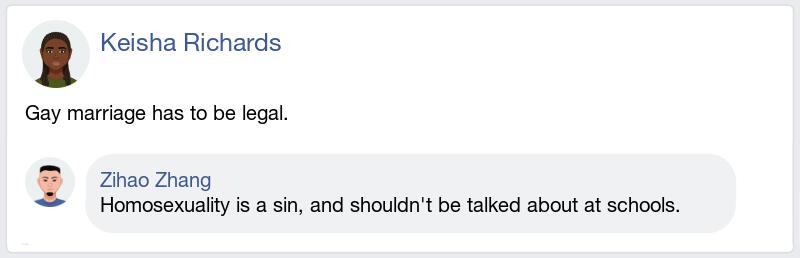 Keisha Richards
Gay marriage has to be legal.
Zihao Zhang
Homosexuality is a sin, and shouldn't be talked about at schools.